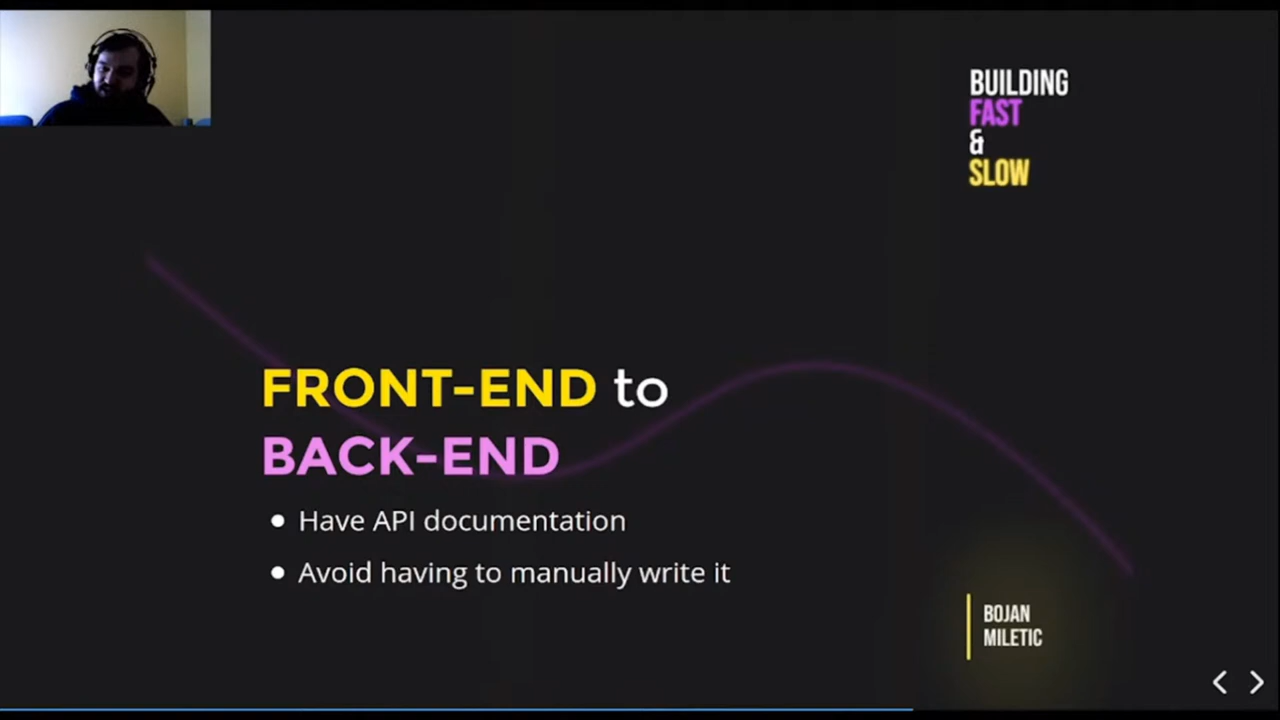 BUILDING
FAST
&
SLOW
FRONT-END to
BACK-END
Have API documentation
Avoid having to manually write it
BOJAN
MILETIC